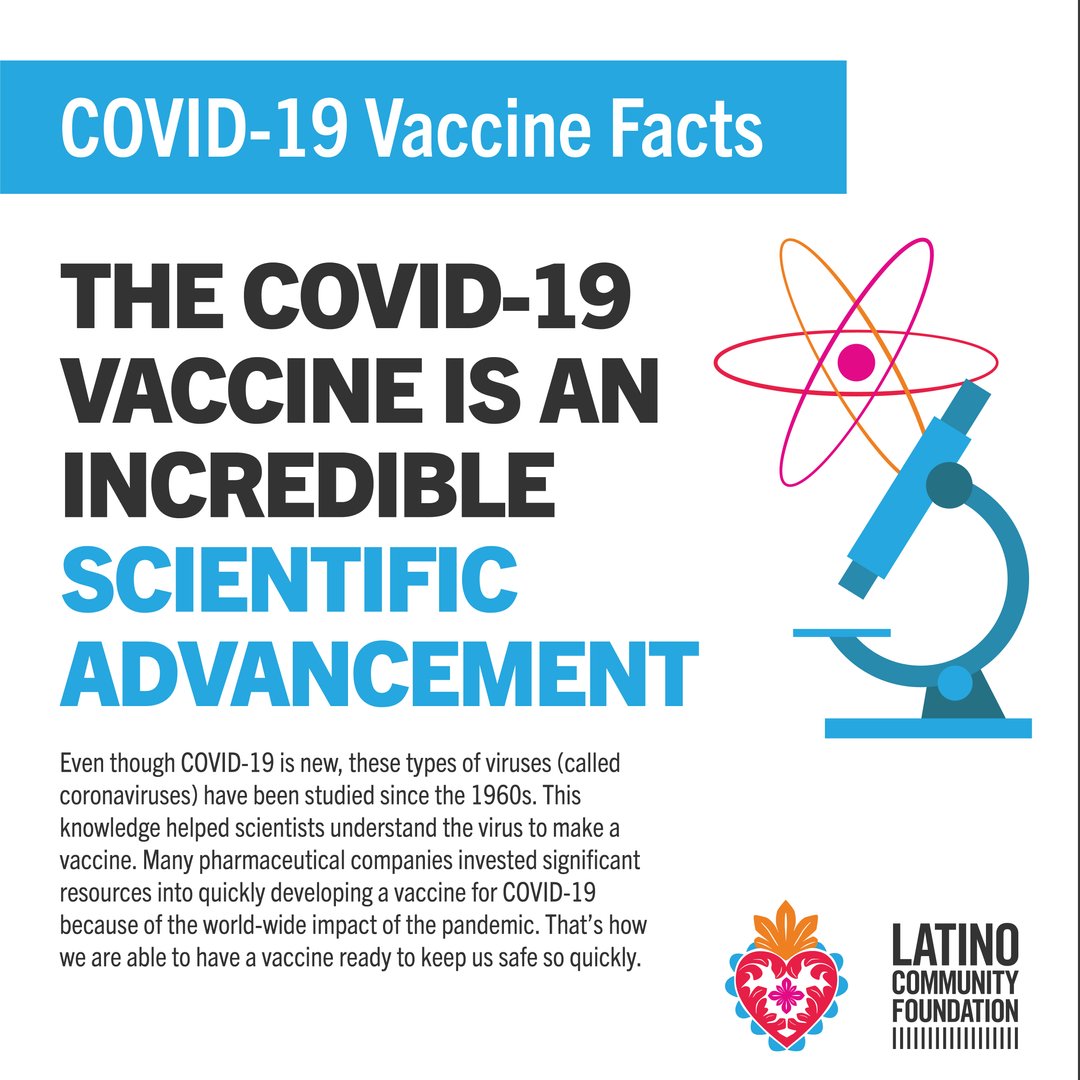 COVID-19 Vaccine Facts
THE COVID-19
VACCINE IS AN
INCREDIBLE
SCIENTIFIC
ADVANCEMENT
Even though COVID-19 is new, these types of viruses (called
coronaviruses) have been studied since the 1960s. This
knowledge helped scientists understand the virus to make a
vaccine. Many pharmaceutical companies invested significant
resources into quickly developing a vaccine for COVID-19
because of the world-wide impact of the pandemic. That’s how
we are able to have a vaccine ready to keep us safe so quickly.
LATINO
COMMUNITY
FOUNDATION